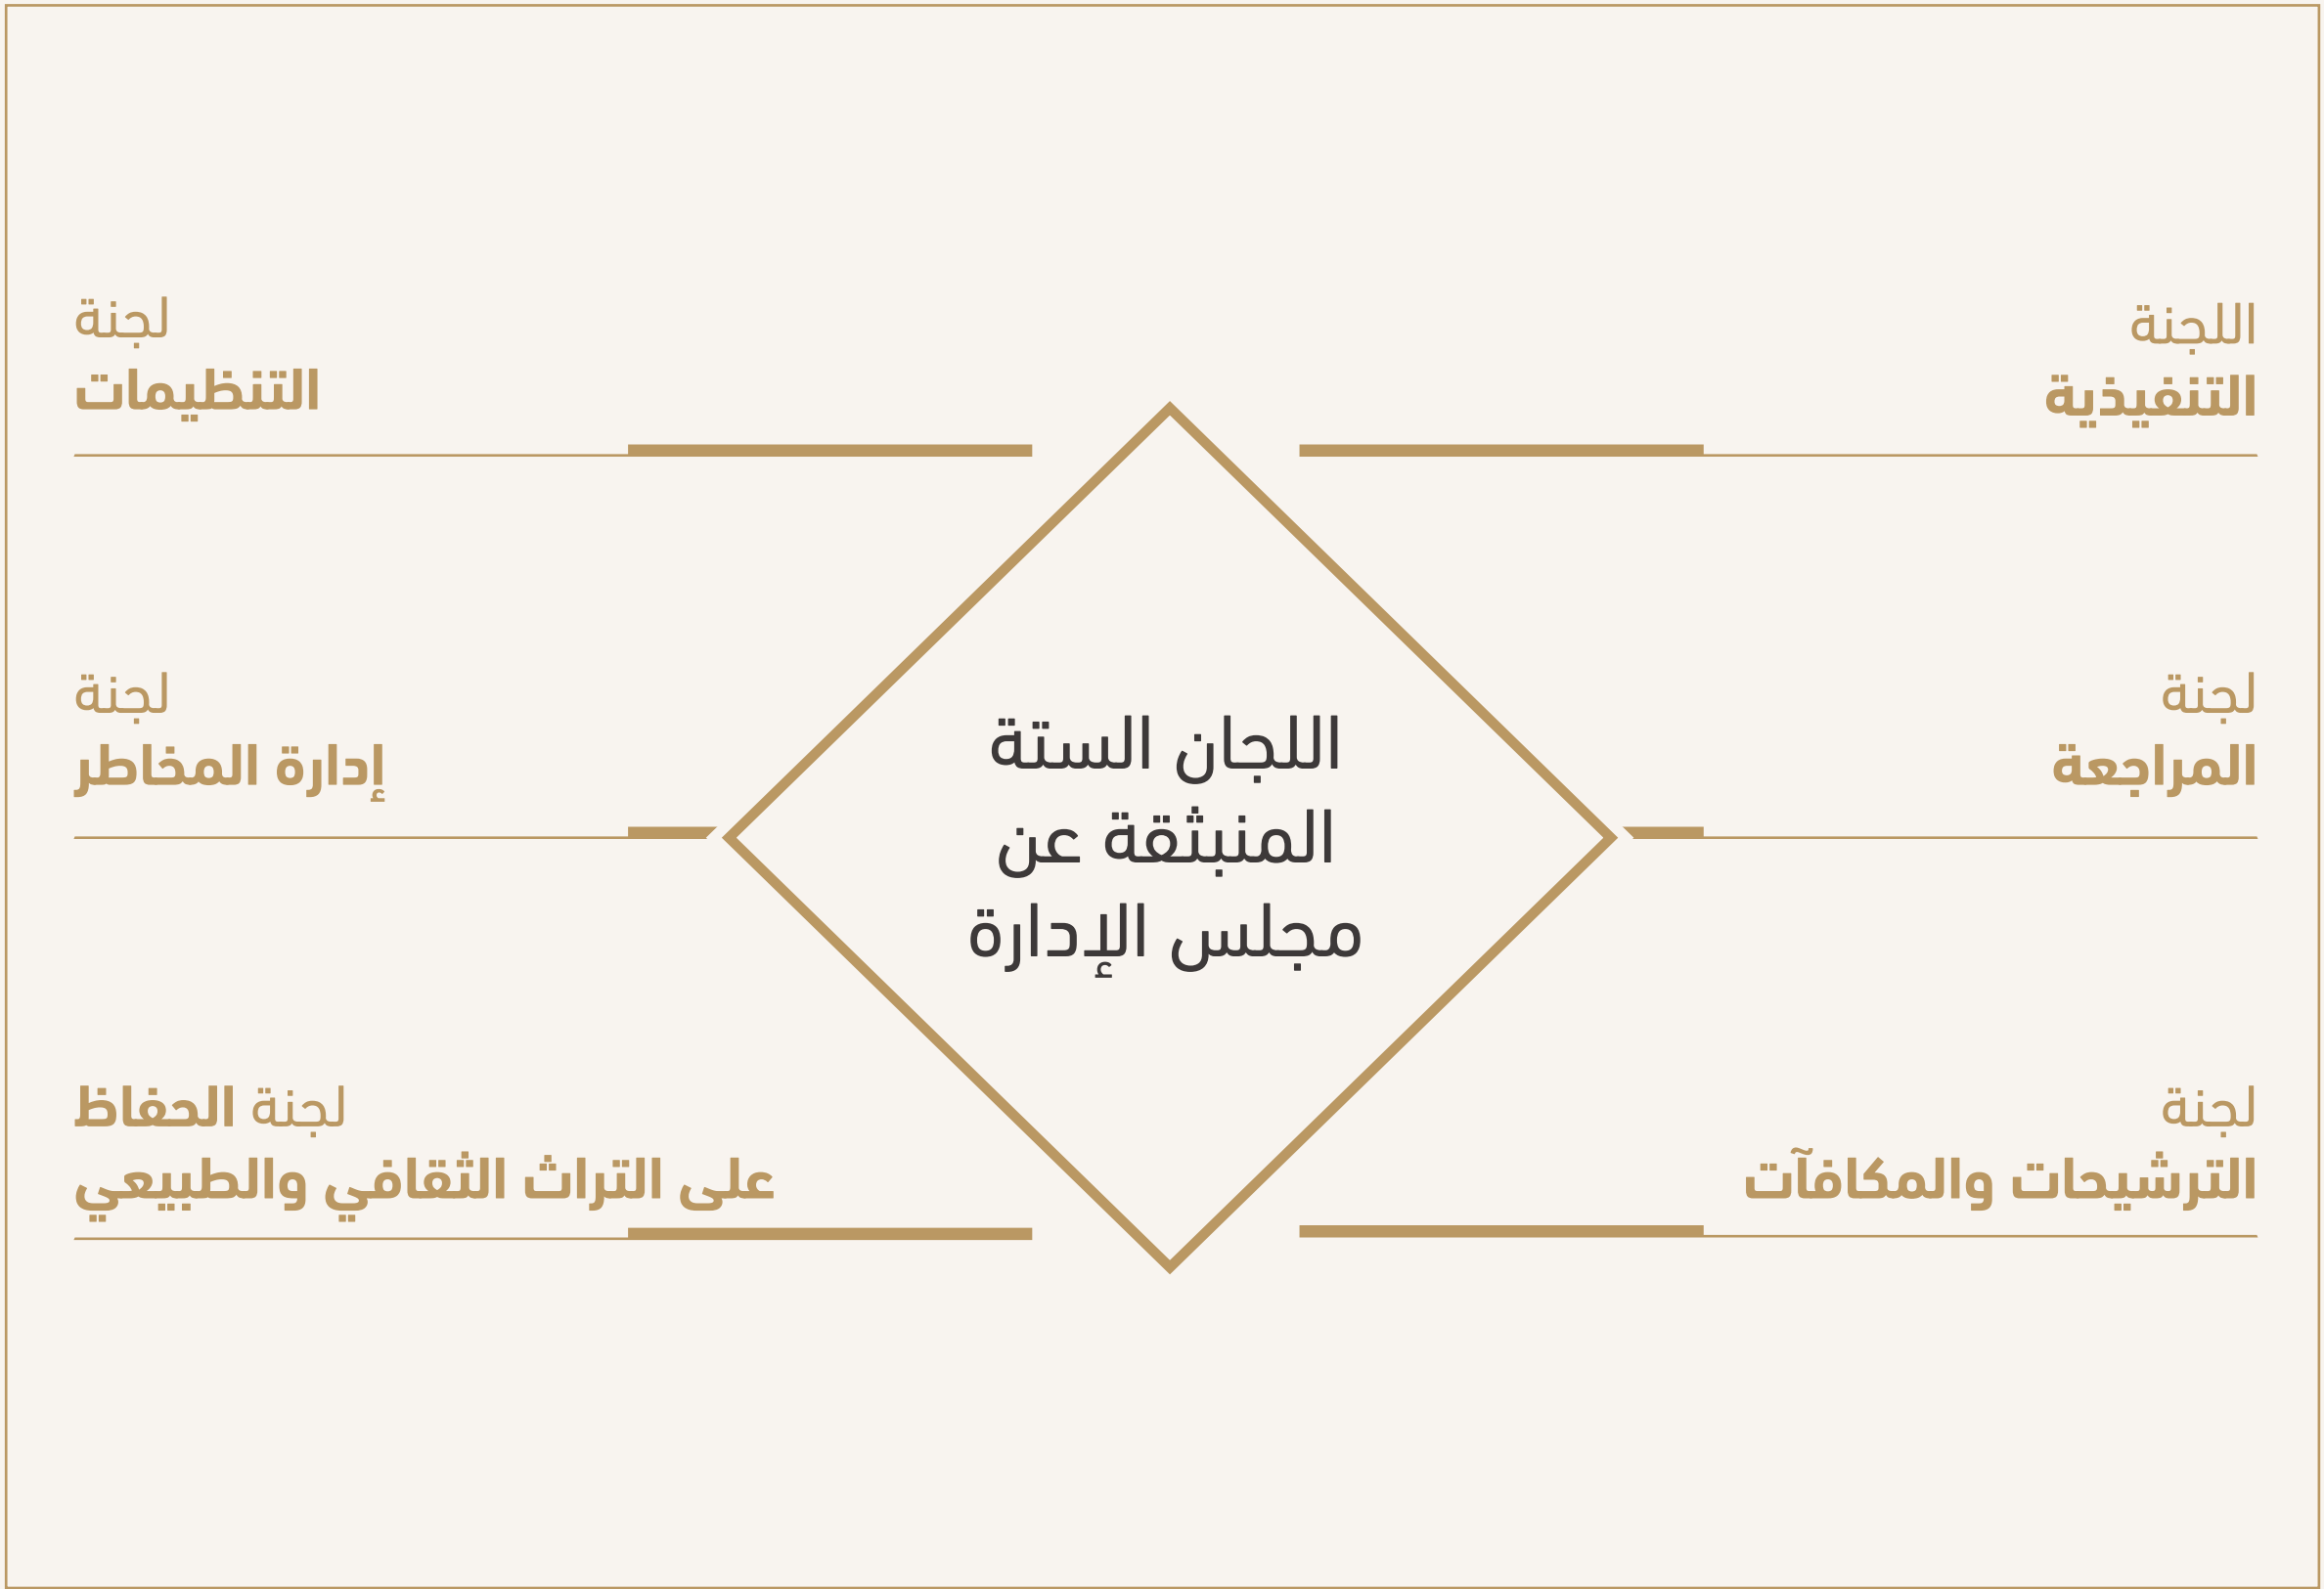 اللجان الستة
المنبثقة عن
مجلس الإدارة
اللجنة
التنفيذية
لجنة
المراجعة
لجنة
الترشيحات والمكافآت
لجنة
التنظيمات
لجنة
إدارة المخاطر
لجنة الحفاظ
على التراث الثقافي والطبيعي